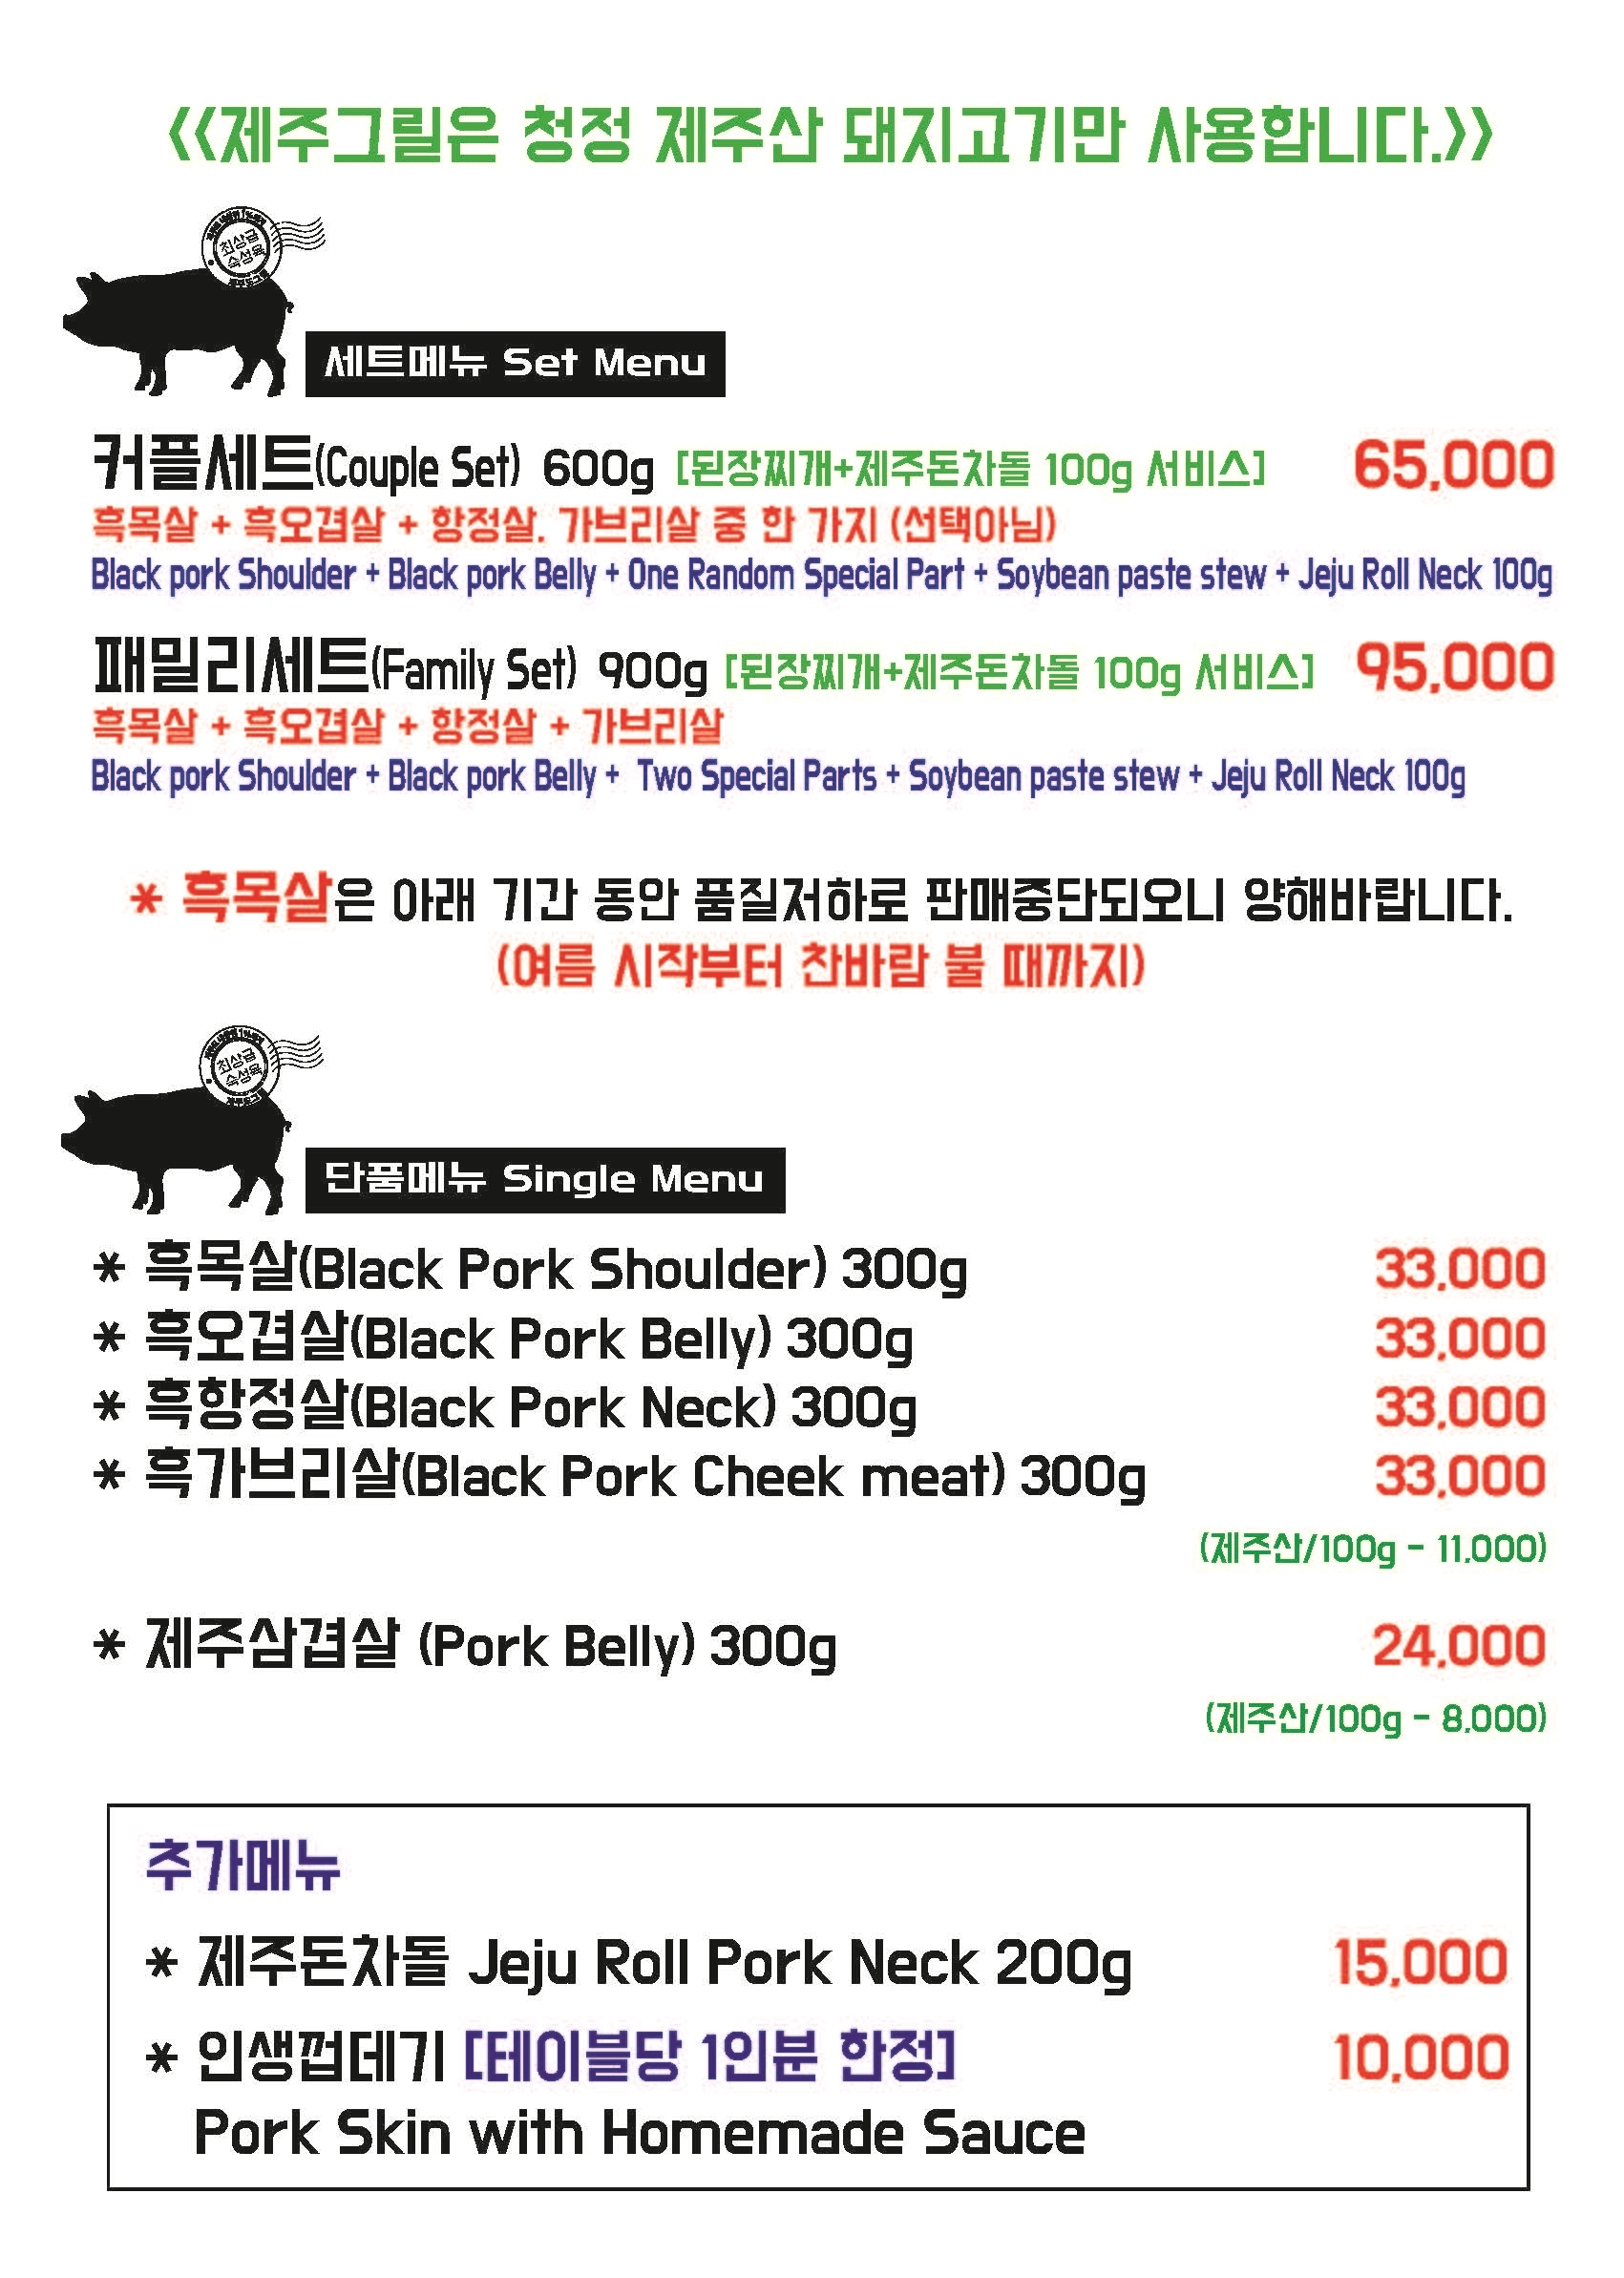 <<제주그릴은 청정 제주산 돼지고기만 사용합니다.>>
최상급
숙성육
세트메뉴 Set Menu
커플세트(Couple Set) 600g [된장찌개+제주돈차돌 100g 서비스] 65,000
흑목살 + 흑오겹살 + 항정살, 가브리살 중 한 가지 (선택아님)
Black pork Shoulder + Black pork Belly + One Random Special Part + Soybean paste stew + Jeju Roll Neck 100g
패밀리세트(Family Set) 900g [된장찌개+제주돈차돌 100g 서비스] 95,000
흑목살 + 흑오겹살 + 항정살 + 가브리살
Black pork Shoulder + Black pork Belly + Two Special Parts + Soybean paste stew + Jeju Roll Neck 100g
* 흑목살은 아래 기간 동안 품질저하로 판매중단되오니 양해바랍니다.
(여름 시작부터 찬바람 불 때까지)
최상급
숙성육
단품메뉴 Single Menu
* 흑목살(Black Pork Shoulder) 300g 33,000
* 흑오겹살(Black Pork Belly) 300g 33,000
* 흑항정살(Black Pork Neck) 300g 33,000
* 흑가브리살(Black Pork Cheek meat) 300g 33,000
(제주산/100g - 11,000)
* 제주삼겹살 (Pork Belly) 300g 24,000
(제주산/100g - 8,000)
추가메뉴
* 제주돈차돌 Jeju Roll Pork Neck 200g 15,000
* 인생껍데기 [테이블당 1인분 한정] 10,000
Pork Skin with Homemade Sauce